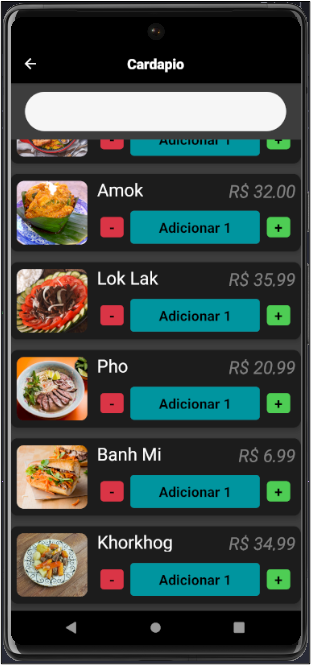 Cardapio
- Adicionar 1 +
Amok R$ 32.00
- Adicionar 1 +
Lok Lak R$ 35,99
- Adicionar 1 +
Pho R$ 20.99
- Adicionar 1 +
Banh Mi R$ 6.99
- Adicionar 1 +
Khorkhog R$ 34,99
- Adicionar 1 +